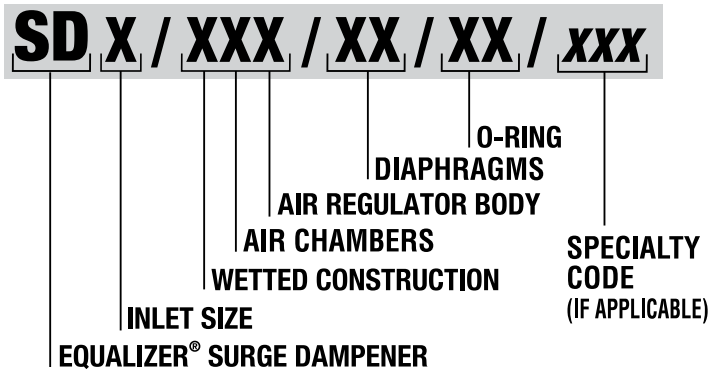 SD X / XXX / XX / XX / XXX
O-RING
DIAPHRAGMS
AIR REGULATOR BODY
AIR CHAMBERS
WETTED CONSTRUCTION
INLET SIZE
EQUALIZER® SURGE DAMPENER
SPECIALTY
CODE
(IF APPLICABLE)